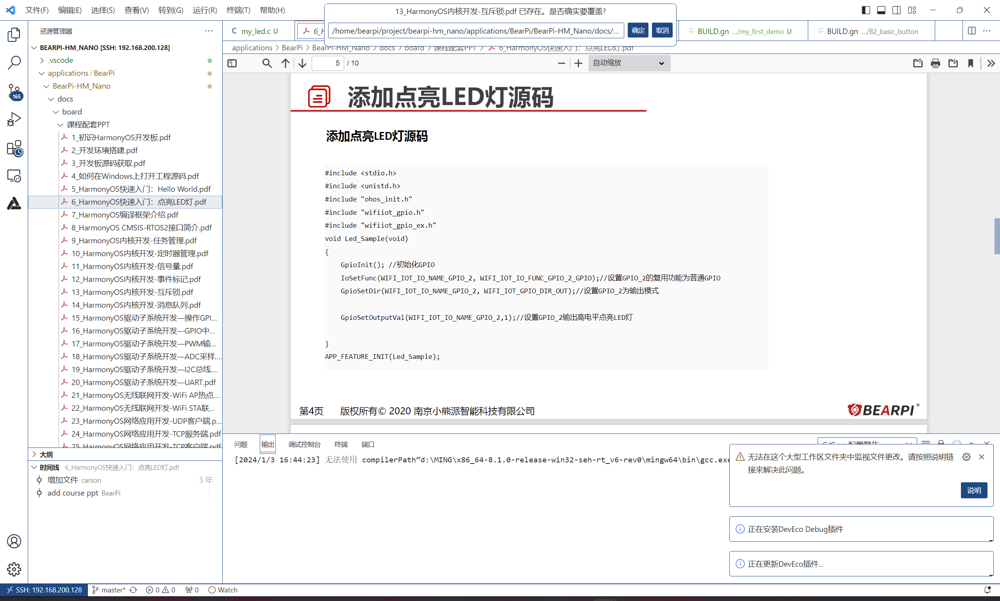 文件(F) 编辑(E) 选择(S) 查看(V) 转到(G) 运行(R) 终端(T) 帮助(H)
13_HarmonyOS内核开发-互斥锁.pdf 已存在。是否确实要覆盖?
/home/bearpi/project/bearpi-hm_nano/applications/BearPi/BearPi-HM_Nano/docs/... 确定 取消
资源管理器
my_led.c U
BUILD.gn .../my_first_demo U
BUILD.gn .../B2_basic_button
applications > BearPi > BearPi-HM_Nano > docs > board > 课程配套PPT > 6_HarmonyOS快速入门：点亮LED灯.pdf
5 / 10
自动缩放
BEARPI-HM_NANO [SSH: 192.168.200.128]
.vscode
applications / BearPi
BearPi-HM_Nano
docs
board
课程配套PPT
1_初识HarmonyOS开发板.pdf
2_开发环境搭建.pdf
3_开发板源码获取.pdf
4_如何在Windows上打开工程源码.pdf
5_HarmonyOS快速入门：Hello World.pdf
6_HarmonyOS快速入门：点亮LED灯.pdf
7_HarmonyOS编译框架介绍.pdf
8_HarmonyOS CMSIS-RTOS2接口简介.pdf
9_HarmonyOS内核开发-任务管理.pdf
10_HarmonyOS内核开发-定时器管理.pdf
11_HarmonyOS内核开发-信号量.pdf
12_HarmonyOS内核开发-事件标记.pdf
13_HarmonyOS内核开发-互斥锁.pdf
14_HarmonyOS内核开发-消息队列.pdf
15_HarmonyOS驱动子系统开发—操作GPI...
16_HarmonyOS驱动子系统开发—GPIO中...
17_HarmonyOS驱动子系统开发—PWM输...
18_HarmonyOS驱动子系统开发—ADC采样....
19_HarmonyOS驱动子系统开发—I2C总线....
20_HarmonyOS驱动子系统开发—UART.pdf
21_HarmonyOS无线联网开发-WiFi AP热点....
22_HarmonyOS无线联网开发-WiFi STA联...
23_HarmonyOS网络应用开发-UDP客户端.p...
24_HarmonyOS网络应用开发-TCP服务端.pdf
25_HarmonyOS网络应用开发-TCP客户端.pdf
165
大纲
时间线 6_HarmonyOS快速入门：点亮LED灯.pdf
增加文件 carson 3 年
add course ppt BearPi
添加点亮LED灯源码
添加点亮LED灯源码
#include <stdio.h>
#include <unistd.h>
#include "ohos_init.h"
#include "wifiiot_gpio.h"
#include "wifiiot_gpio_ex.h"
void Led_Sample(void)
{
GpioInit(); //初始化GPIO
IoSetFunc(WIFI_IOT_IO_NAME_GPIO_2, WIFI_IOT_IO_FUNC_GPIO_2_GPIO);//设置GPIO_2的复用功能为普通GPIO
GpioSetDir(WIFI_IOT_IO_NAME_GPIO_2, WIFI_IOT_GPIO_DIR_OUT);//设置GPIO_2为输出模式
GpioSetOutputVal(WIFI_IOT_IO_NAME_GPIO_2,1);//设置GPIO_2输出高电平点亮LED灯
}
APP_FEATURE_INIT(Led_Sample);
第4页 版权所有© 2020 南京小熊派智能科技有限公司
BEARPI®
问题 输出 调试控制台 终端 端口
C/C++ 配置警告
[2024/1/3 16:44:23] 无法使用 compilerPath“d:\MING\x86_64-8.1.0-release-win32-seh-rt_v6-rev0\mingw64\bin\gcc.exe
无法在这个大型工作区文件夹中监视文件更改。请按照说明链
接来解决此问题。
说明
正在安装DevEco Debug插件
正在更新DevEco插件...
SSH: 192.168.200.128 master* 0 0 0 Watch